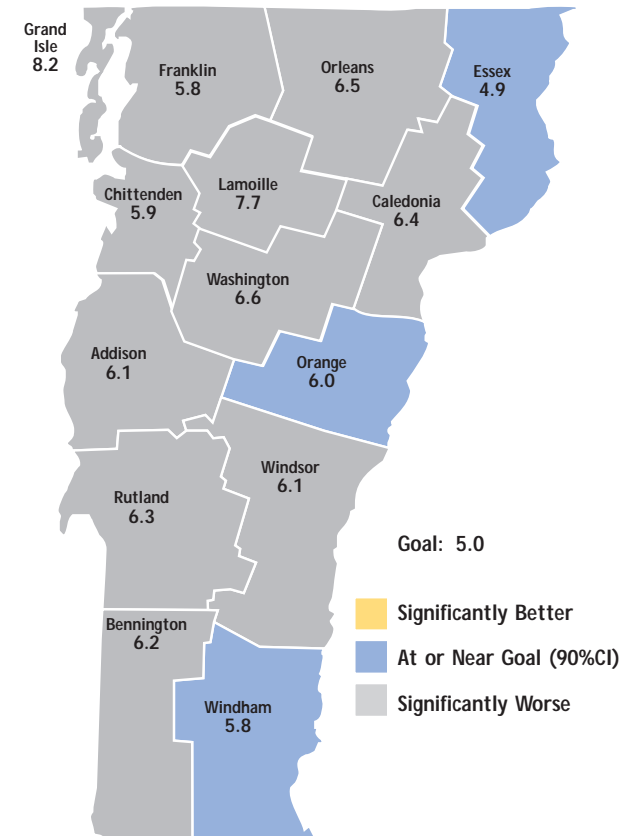 Grand
Isle
8.2
Franklin
5.8
Orleans
6.5
Essex
4.9
Chittenden
5.9
Lamoille
7.7
Caledonia
6.4
Washington
6.6
Addison
6.1
Orange
6.0
Windsor
6.1
Rutland
6.3
Bennington
6.2
Windham
5.8
Goal: 5.0
Significantly Better
At or Near Goal (90%CI)
Significantly Worse